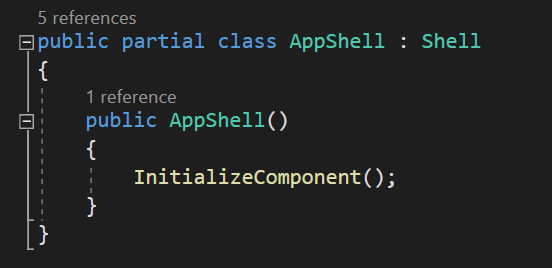 5 references
public partial class AppShell : Shell
{
1 reference
public AppShell()
{
InitializeComponent();
}
}